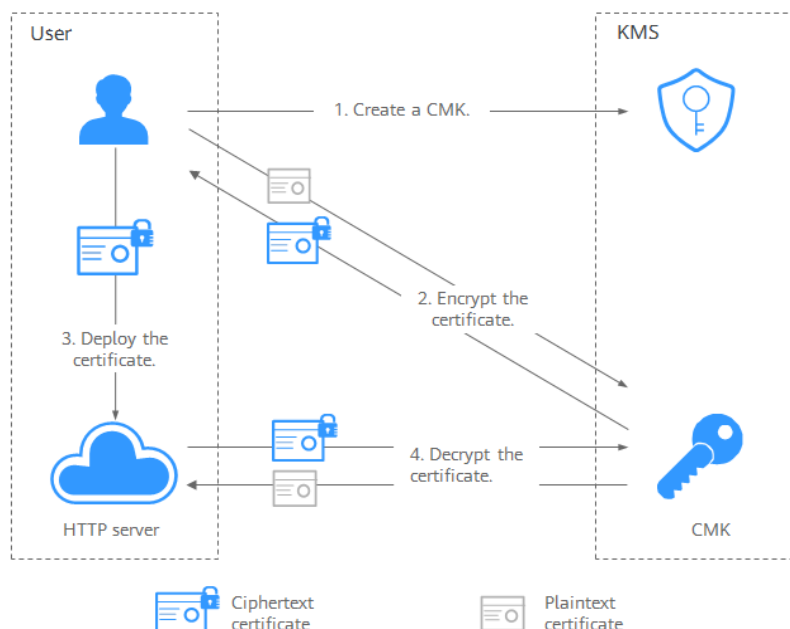 User
KMS
1. Create a CMK.
2. Encrypt the
certificate.
3. Deploy the
certificate.
4. Decrypt the
certificate.
HTTP server
CMK
Ciphertext
certificate
Plaintext
certificate